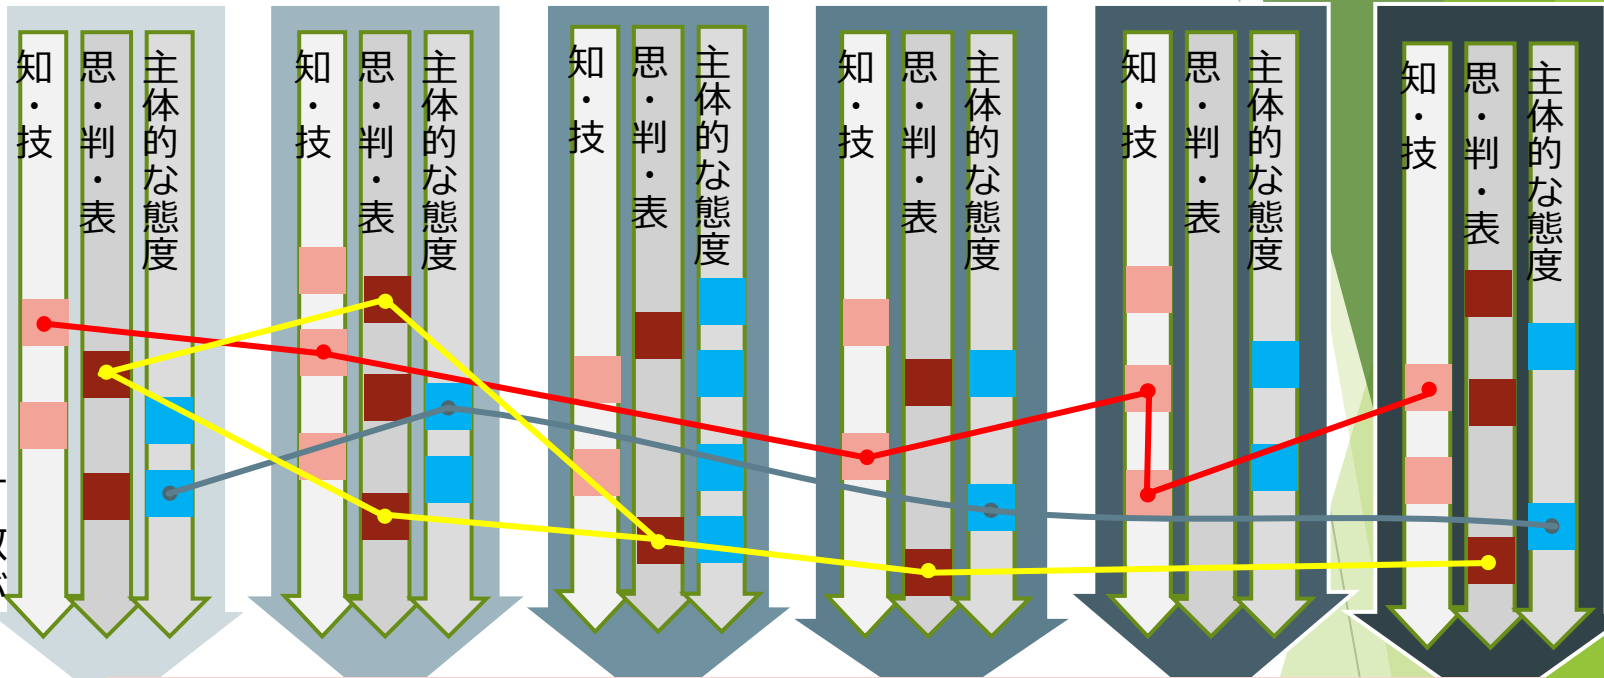 知・技
思・判・表
主体的な態度
知・技
思・判・表
主体的な態度
知・技
思・判・表
主体的な態度
知・技
思・判・表
主体的な態度
知・技
思・判・表
主体的な態度
知・技
思・判・表
主体的な態度